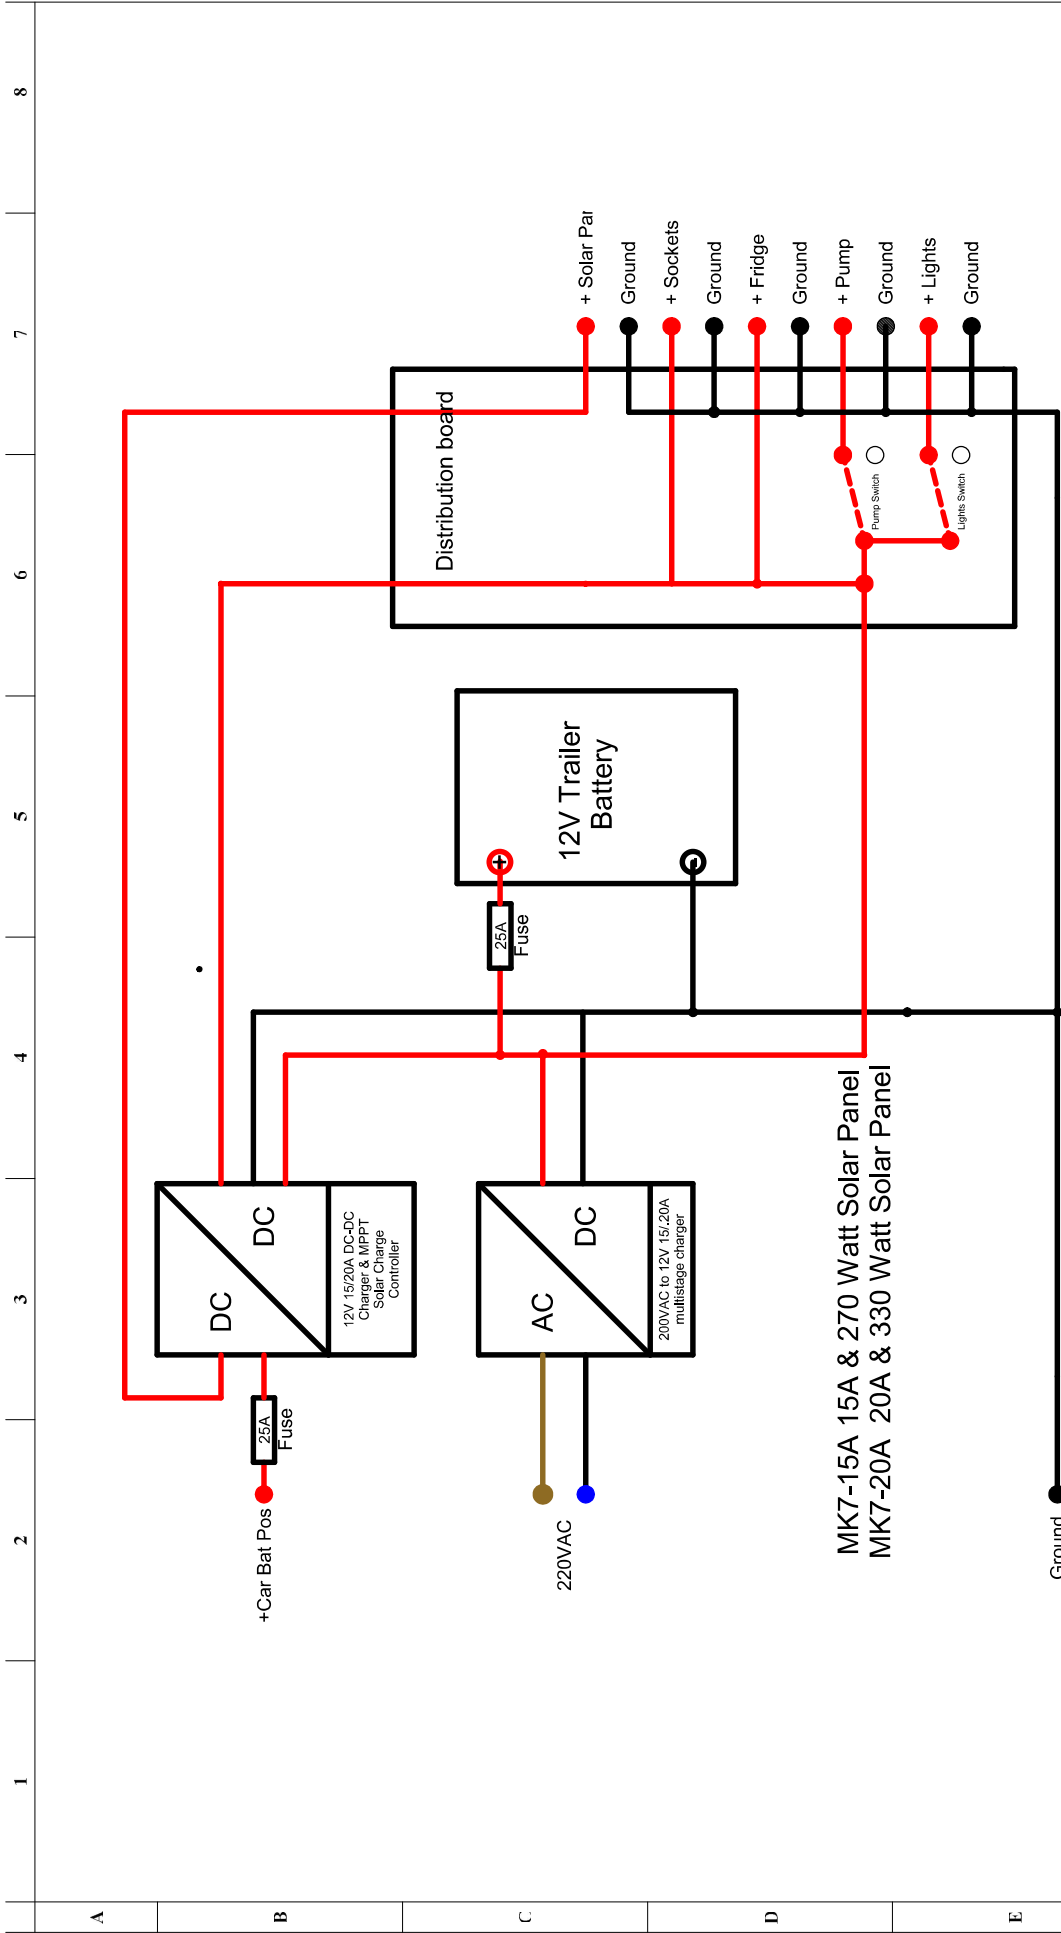 1
2
3
4
5
6
7
8
A
B
C
D
E
+Car Bat Pos
25A
Fuse
DC
DC
12V 15/20A DC-DC
Charger & MPPT
Solar Charge
Controller
220VAC
AC
DC
200VAC to 12V 15/.20A
multistage charger
25A
Fuse
+
-
12V Trailer
Battery
Distribution board
Pump Switch
Lights Switch
+ Solar Par
Ground
+ Sockets
Ground
+ Fridge
Ground
+ Pump
Ground
+ Lights
Ground
MK7-15A 15A & 270 Watt Solar Panel
MK7-20A 20A & 330 Watt Solar Panel
Ground